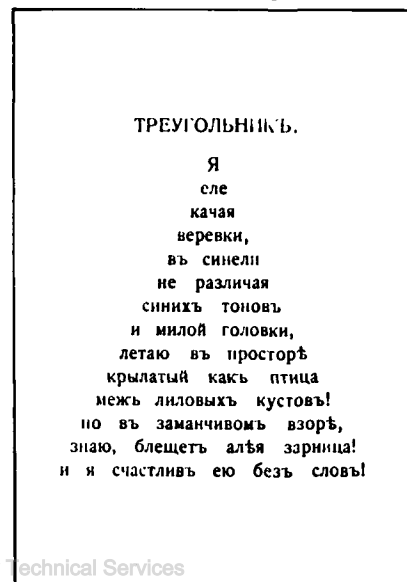 ТРЕУГОЛЬНИКЪ.
Я
еле
качая
веревки,
въ синели
не различая
синихъ тоновъ
и милой головки,
летаю въ просторѣ
крылатый какъ птица
межъ лиловыхъ кустовъ!
но въ заманчивомъ взорѣ,
знаю, блещетъ алѣя зарница!
и я счастливъ ею безъ словъ!
Technical Services